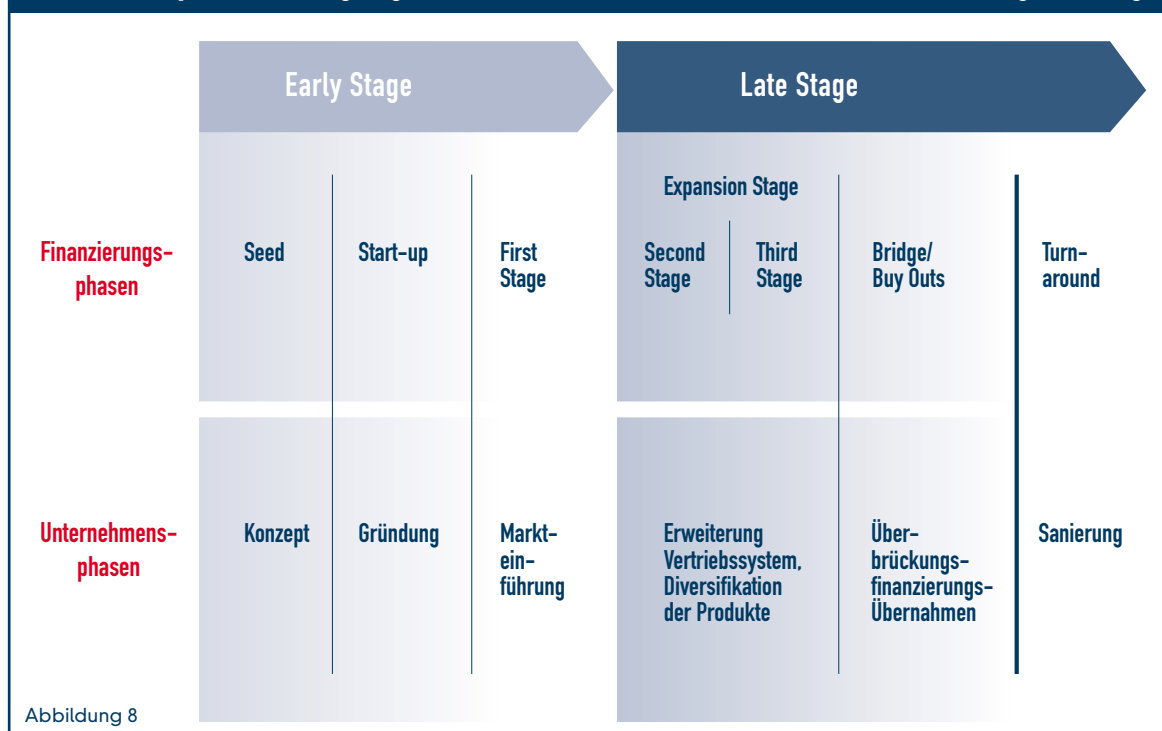 Early Stage
Late Stage
Expansion Stage
Finanzierungs-
phasen
Seed
Start-up
First
Stage
Second
Stage
Third
Stage
Bridge/
Buy Outs
Turn-
around
Unternehmens-
phasen
Konzept
Gründung
Markt-
ein-
führung
Erweiterung
Vertriebssystem,
Diversifikation
der Produkte
Über-
brückungs-
finanzierungs-
Übernahmen
Sanierung
Abbildung 8